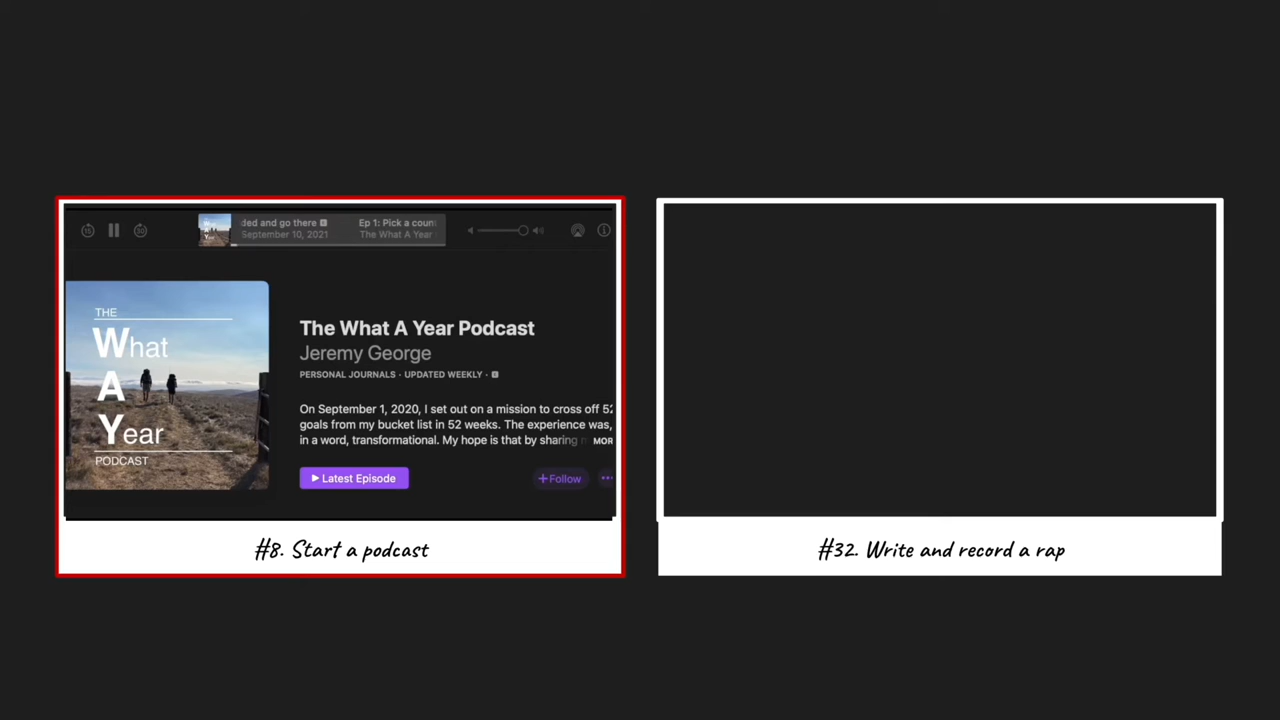 ded and go there
September 10, 2021
Ep 1: Pick a coun
The What A Year
15
30
THE
What
A
Year
PODCAST
The What A Year Podcast
Jeremy George
PERSONAL JOURNALS · UPDATED WEEKLY ·
On September 1, 2020, I set out on a mission to cross off 52
goals from my bucket list in 52 weeks. The experience was,
in a word, transformational. My hope is that by sharing MOR
Latest Episode
+Follow
#8. Start a podcast
#32. Write and record a rap